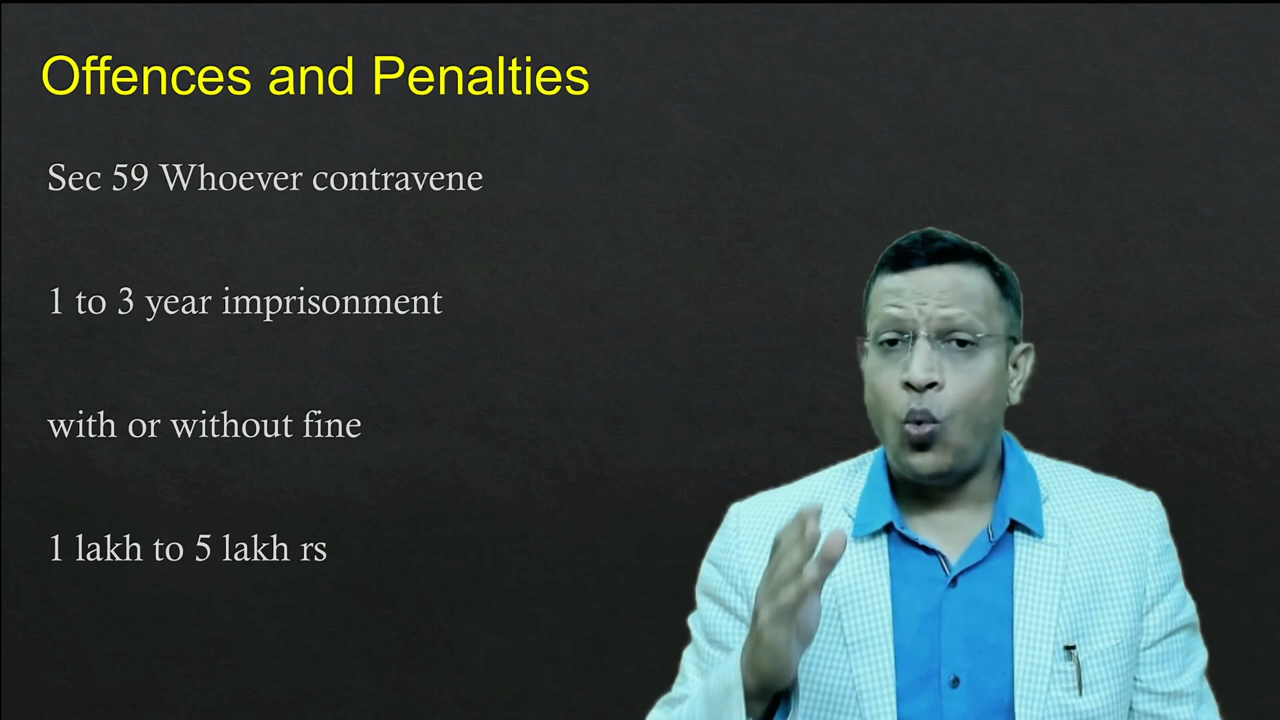 Offences and Penalties
Sec 59 Whoever contravene
1 to 3 year imprisonment
with or without fine
1 lakh to 5 lakh rs